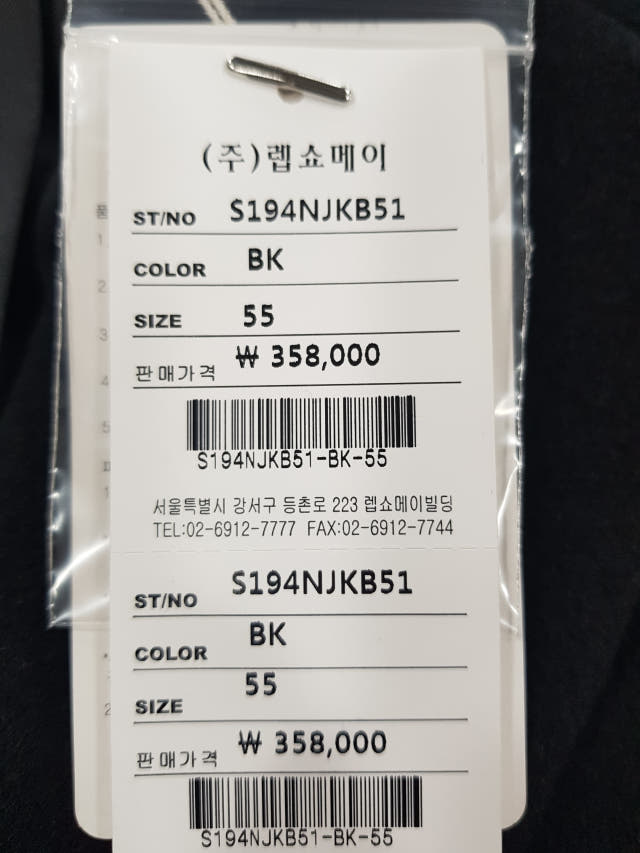 (주)렙쇼메이
ST/NO S194NJKB51
COLOR BK
SIZE 55
판매가격 ₩ 358,000
S194NJKB51-BK-55
서울특별시 강서구 등촌로 223 렙쇼메이빌딩
TEL:02-6912-7777 FAX:02-6912-7744
ST/NO S194NJKB51
COLOR BK
SIZE 55
판매가격 ₩ 358,000
S194NJKB51-BK-55